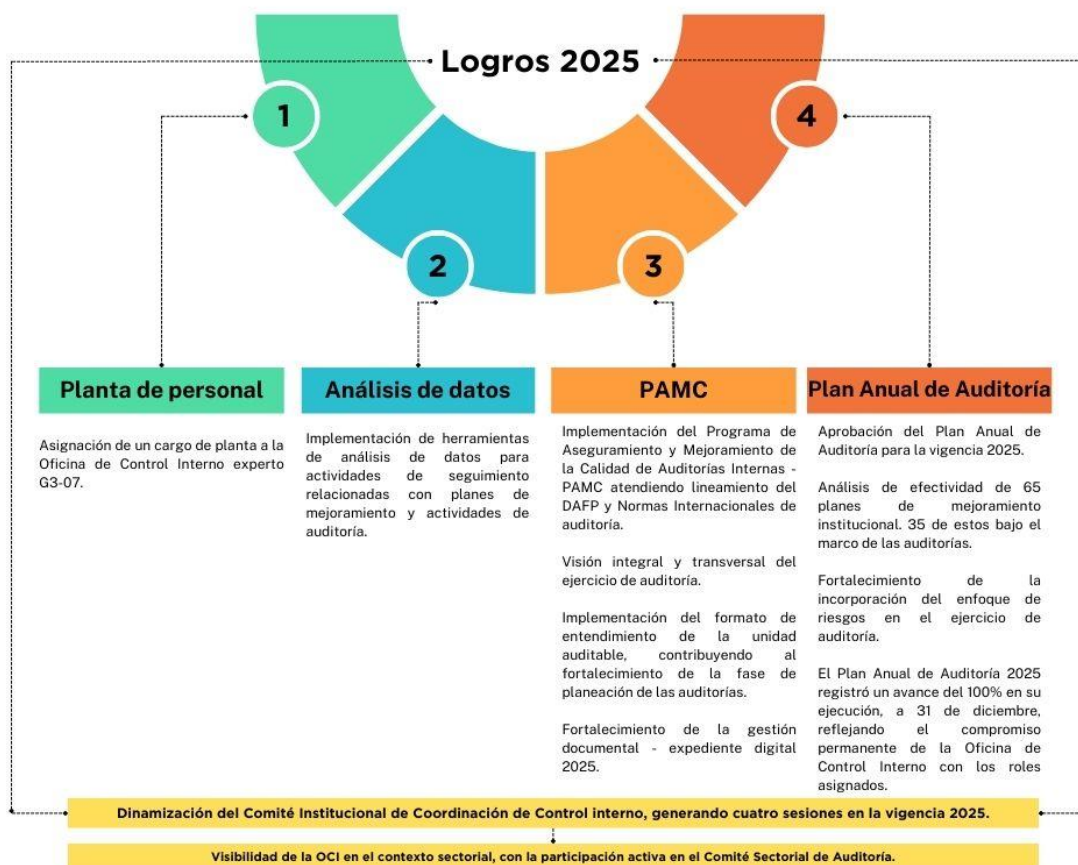 Logros 2025
1
2
3
4
Planta de personal
Asignación de un cargo de planta a la
Oficina de Control Interno experto
G3-07.
Análisis de datos
Implementación de herramientas
de análisis de datos para
actividades de seguimiento
relacionadas con planes de
mejoramiento y actividades de
auditoría.
PAMC
Implementación del Programa de
Aseguramiento y Mejoramiento de
la Calidad de Auditorías Internas -
PAMC atendiendo lineamiento del
DAFP y Normas Internacionales de
auditoría.
Visión integral y transversal del
ejercicio de auditoría.
Implementación del formato de
entendimiento de la unidad
auditable, contribuyendo al
fortalecimiento de la fase de
planeación de las auditorías.
Fortalecimiento de la gestión
documental - expediente digital
2025.
Plan Anual de Auditoría
Aprobación del Plan Anual de
Auditoría para la vigencia 2025.
Análisis de efectividad de 65
planes de mejoramiento
institucional. 35 de estos bajo el
marco de las auditorías.
Fortalecimiento de la
incorporación del enfoque de
riesgos en el ejercicio de
auditoría.
El Plan Anual de Auditoría 2025
registró un avance del 100% en su
ejecución, a 31 de diciembre,
reflejando el compromiso
permanente de la Oficina de
Control Interno con los roles
asignados.
Dinamización del Comité Institucional de Coordinación de Control interno, generando cuatro sesiones en la vigencia 2025.
Visibilidad de la OCI en el contexto sectorial, con la participación activa en el Comité Sectorial de Auditoría.